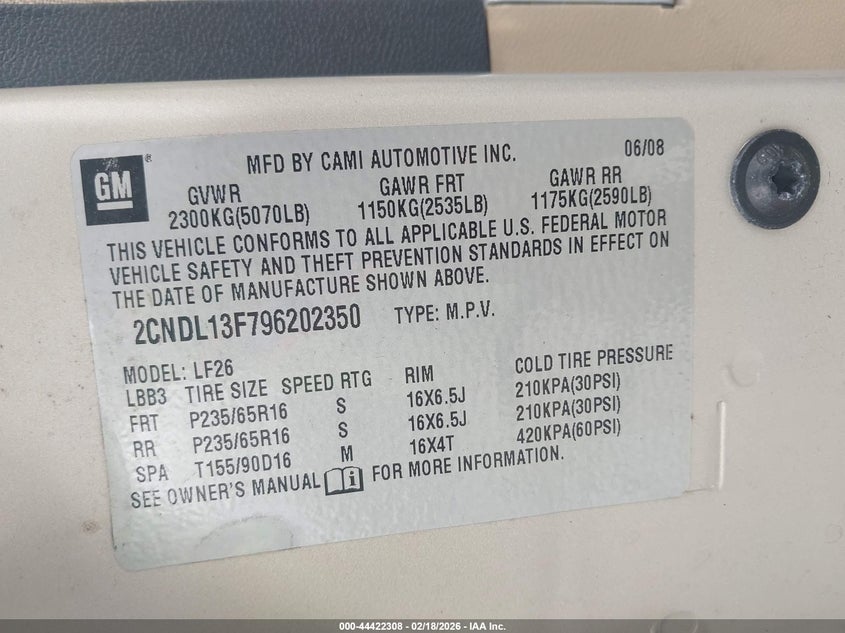 GM
®
MFD BY CAMI AUTOMOTIVE INC. 06/08
GVWR GAWR FRT GAWR RR
2300KG(5070LB) 1150KG(2535LB) 1175KG(2590LB)
THIS VEHICLE CONFORMS TO ALL APPLICABLE U.S. FEDERAL MOTOR
VEHICLE SAFETY AND THEFT PREVENTION STANDARDS IN EFFECT ON
THE DATE OF MANUFACTURE SHOWN ABOVE.
2CNDL13F796202350 TYPE: M.P.V.
MODEL: LF26
LBB3 TIRE SIZE SPEED RTG RIM COLD TIRE PRESSURE
FRT P235/65R16 S 16X6.5J 210KPA(30PSI)
RR P235/65R16 S 16X6.5J 210KPA(30PSI)
SPA T155/90D16 M 16X4T 420KPA(60PSI)
SEE OWNER'S MANUAL FOR MORE INFORMATION.
000-44422308 - 02/18/2026 - IAA Inc.